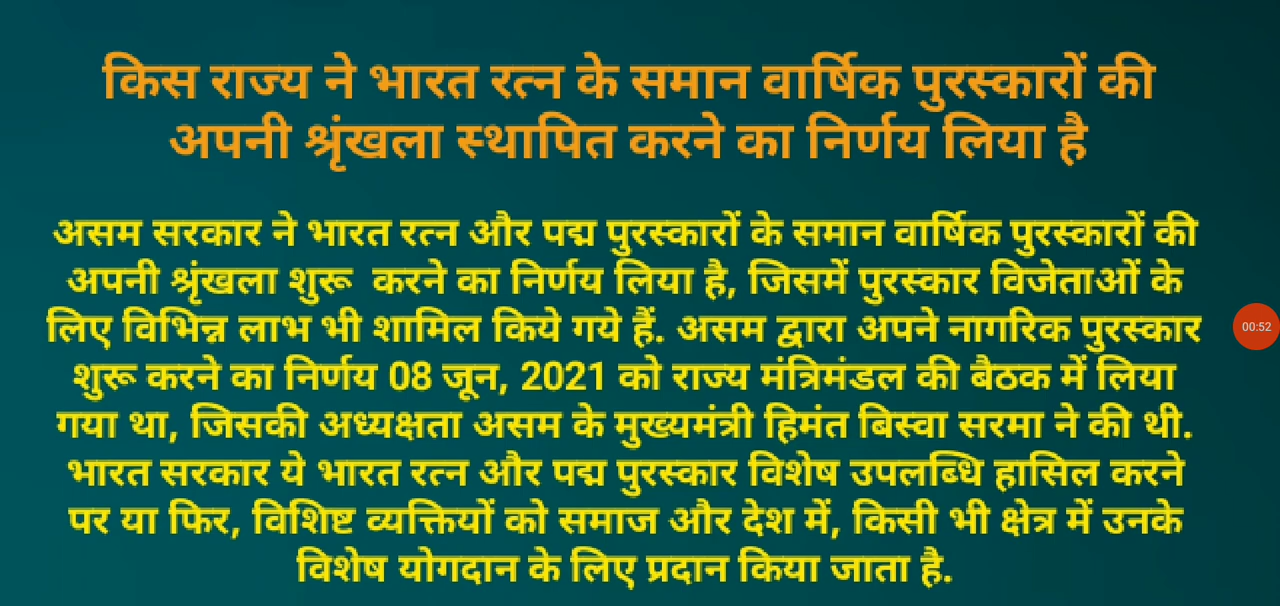 किस राज्य ने भारत रत्न के समान वार्षिक पुरस्कारों की
अपनी श्रृंखला स्थापित करने का निर्णय लिया है
असम सरकार ने भारत रत्न और पद्म पुरस्कारों के समान वार्षिक पुरस्कारों की
अपनी श्रृंखला शुरू करने का निर्णय लिया है, जिसमें पुरस्कार विजेताओं के
लिए विभिन्न लाभ भी शामिल किये गये हैं. असम द्वारा अपने नागरिक पुरस्कार
शुरू करने का निर्णय 08 जून, 2021 को राज्य मंत्रिमंडल की बैठक में लिया
गया था, जिसकी अध्यक्षता असम के मुख्यमंत्री हिमंत बिस्वा सरमा ने की थी.
भारत सरकार ये भारत रत्न और पद्म पुरस्कार विशेष उपलब्धि हासिल करने
पर या फिर, विशिष्ट व्यक्तियों को समाज और देश में, किसी भी क्षेत्र में उनके
विशेष योगदान के लिए प्रदान किया जाता है.
00:52